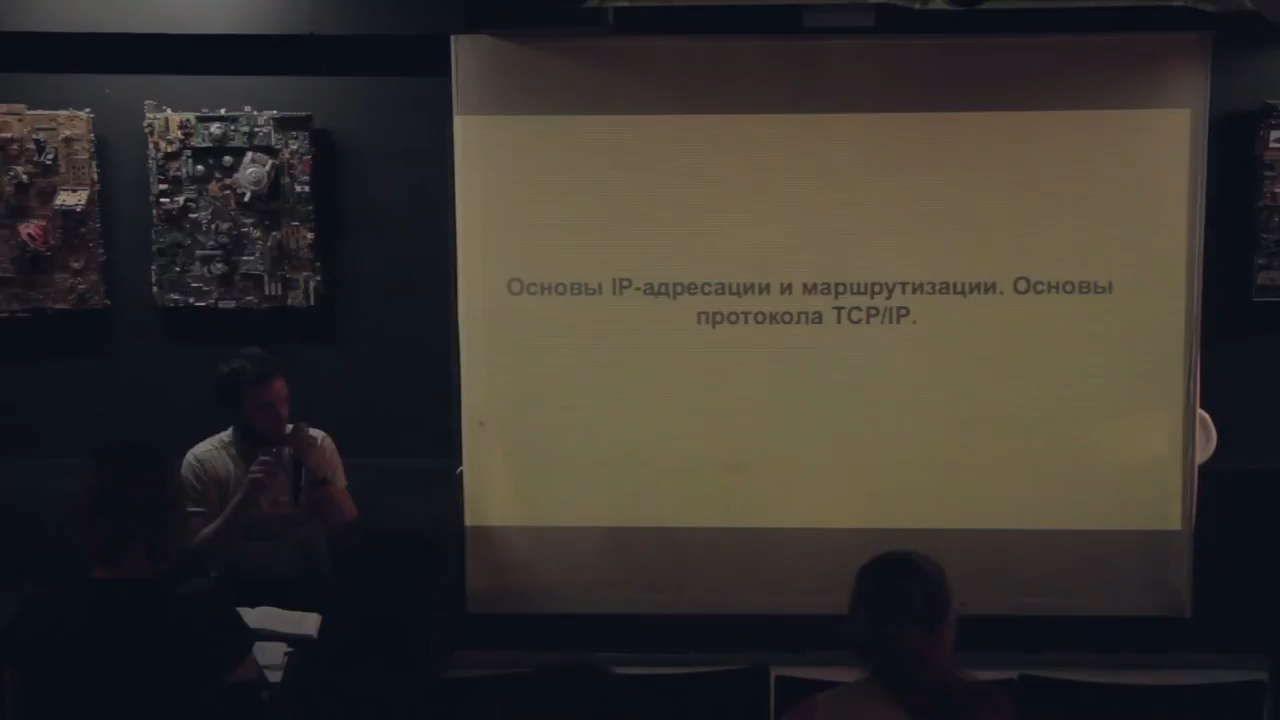 Основы IP-адресации и маршрутизации. Основы
протокола TCP/IP.